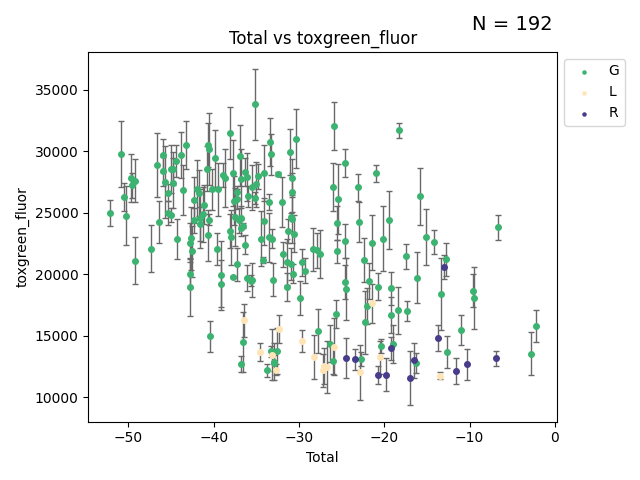 N = 192
Total vs toxgreen_fluor
toxgreen_fluor
35000
30000
25000
20000
15000
10000
−50
−40
−30
−20
−10
0
Total
G
L
R